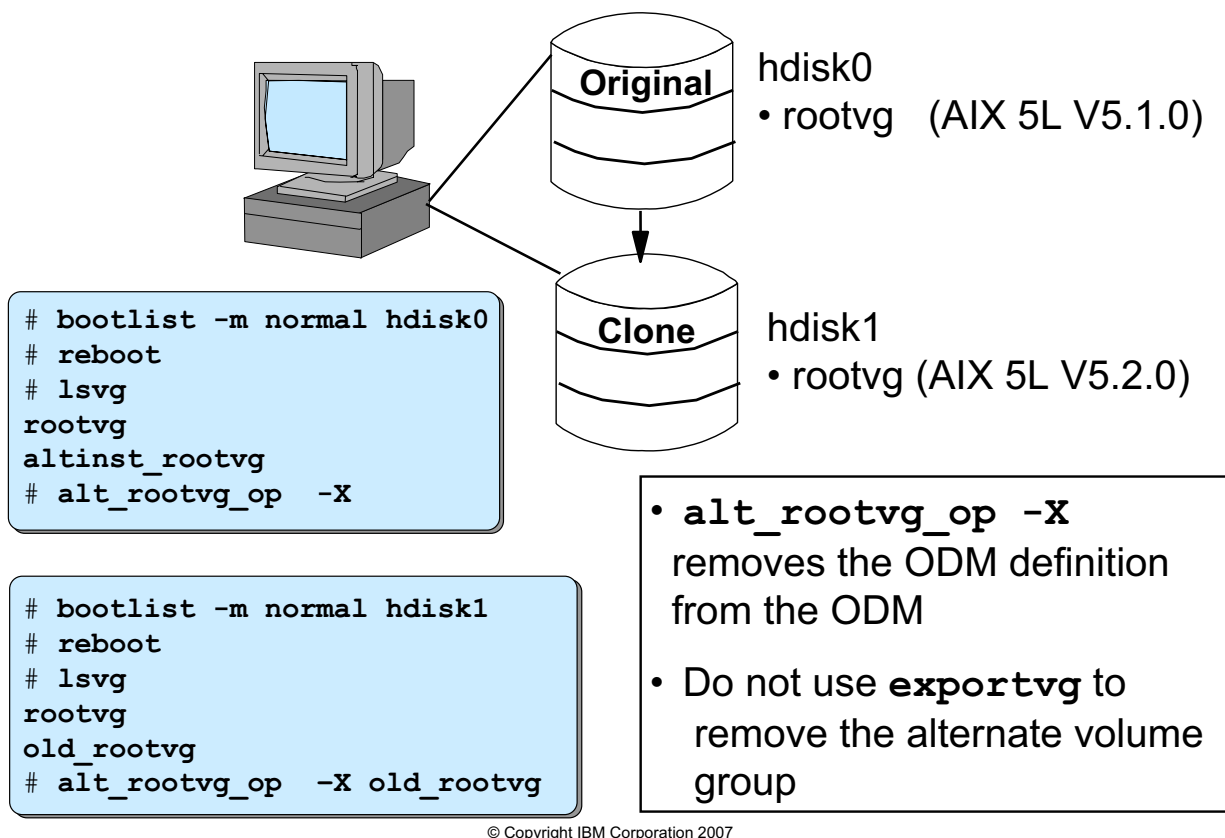 Original
hdisk0
• rootvg (AIX 5L V5.1.0)
Clone
hdisk1
• rootvg (AIX 5L V5.2.0)
# bootlist -m normal hdisk0
# reboot
# lsvg
rootvg
altinst_rootvg
# alt_rootvg_op -X
# bootlist -m normal hdisk1
# reboot
# lsvg
rootvg
old_rootvg
# alt_rootvg_op –X old_rootvg
• alt_rootvg_op -X
removes the ODM definition
from the ODM
• Do not use exportvg to
remove the alternate volume
group
© Copyright IBM Corporation 2007